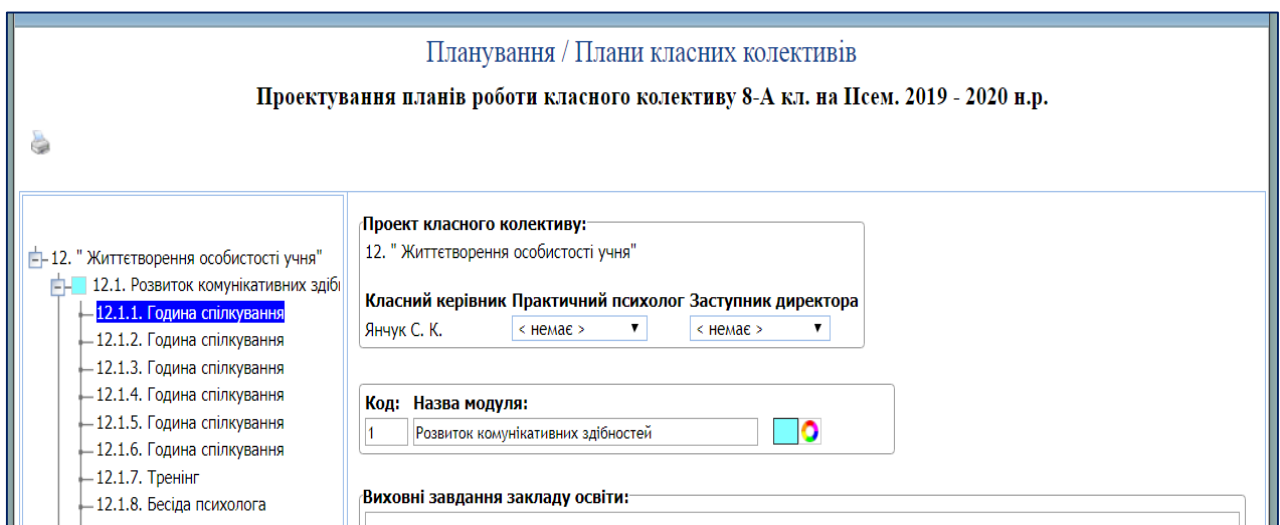 Планування / Плани класних колективів
Проектування планів роботи класного колективу 8-А кл. на ІІсем. 2019 - 2020 н.р.
12. " Життєтворення особистості учня"
12.1. Розвиток комунікативних здіб
12.1.1. Година спілкування
12.1.2. Година спілкування
12.1.3. Година спілкування
12.1.4. Година спілкування
12.1.5. Година спілкування
12.1.6. Година спілкування
12.1.7. Тренінг
12.1.8. Бесіда психолога
Проект класного колективу:
12. " Життєтворення особистості учня"
Класний керівник Практичний психолог Заступник директора
Янчук С. К. < немає > < немає >
Код: Назва модуля:
1 Розвиток комунікативних здібностей
Виховні завдання закладу освіти: